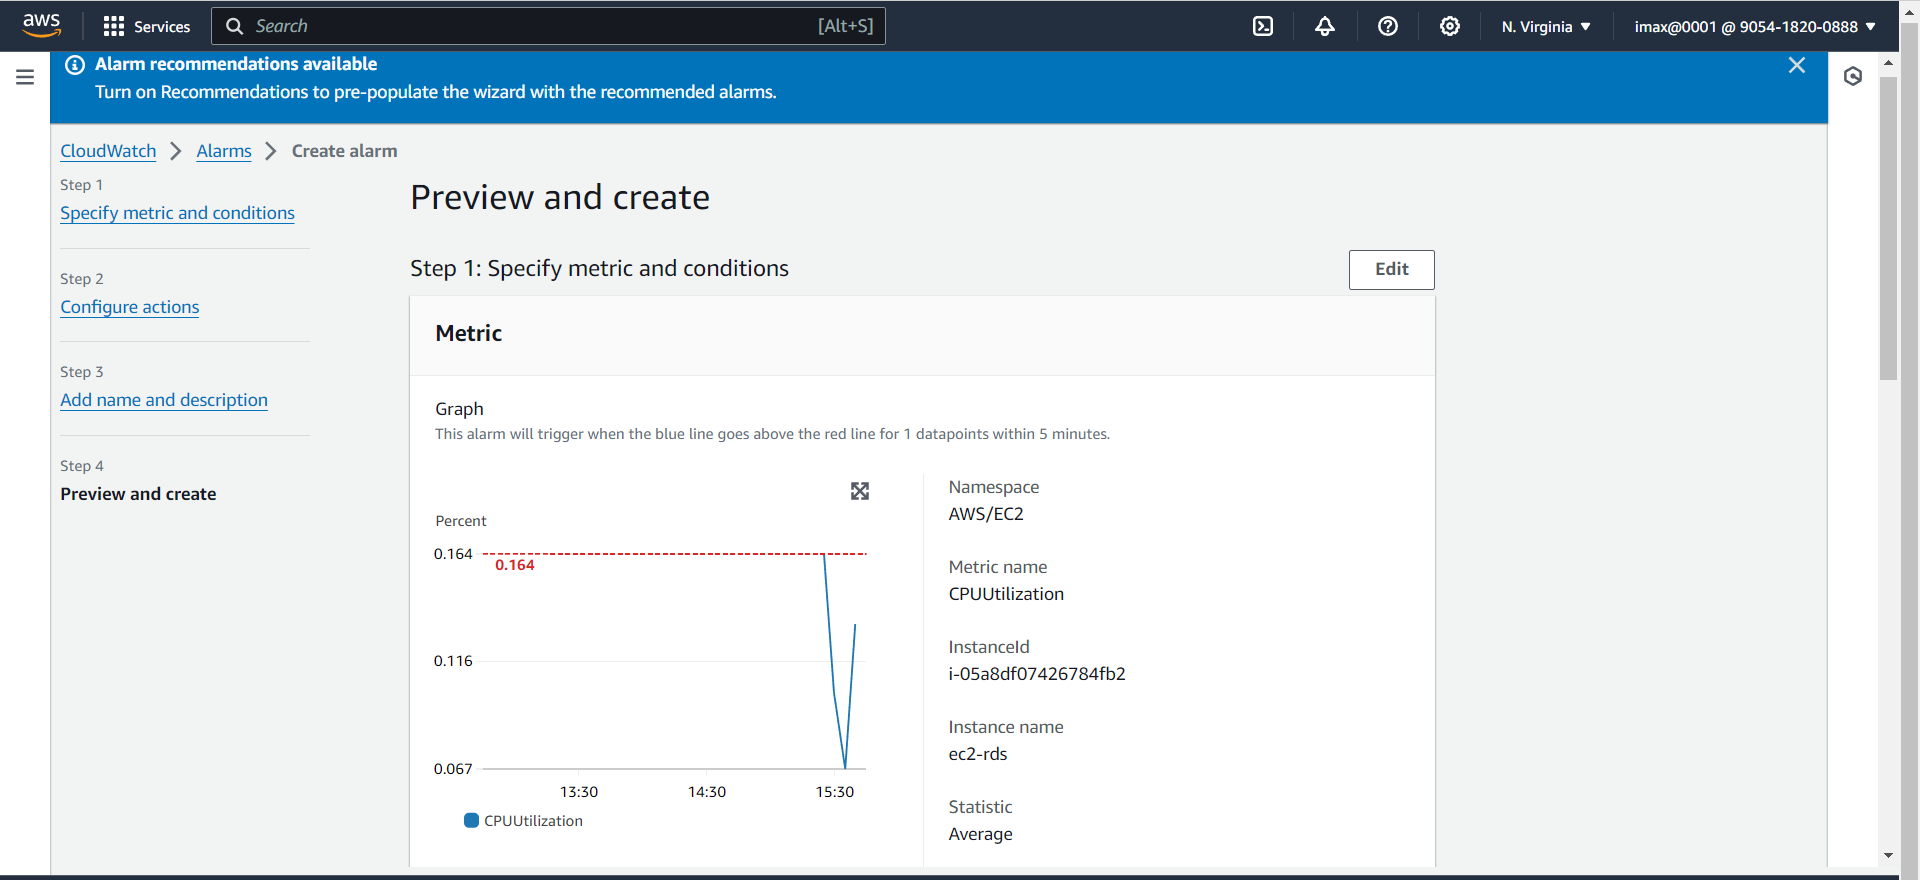 aws
Services
Search
[Alt+S]
N. Virginia
imax@0001 @ 9054-1820-0888
Alarm recommendations available
Turn on Recommendations to pre-populate the wizard with the recommended alarms.
CloudWatch
Alarms
Create alarm
Step 1
Specify metric and conditions
Step 2
Configure actions
Step 3
Add name and description
Step 4
Preview and create
Preview and create
Step 1: Specify metric and conditions
Edit
Metric
Graph
This alarm will trigger when the blue line goes above the red line for 1 datapoints within 5 minutes.
Percent
0.164
0.164
0.116
0.067
13:30
14:30
15:30
CPUUtilization
Namespace
AWS/EC2
Metric name
CPUUtilization
InstanceId
i-05a8df07426784fb2
Instance name
ec2-rds
Statistic
Average